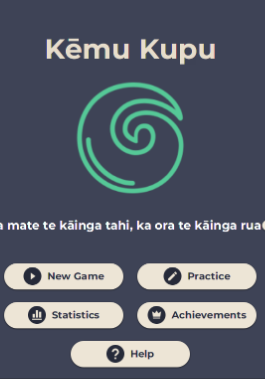 Kēmu Kupu
mate te kāinga tahi, ka ora te kāinga rua
New Game
Practice
Statistics
Achievements
Help